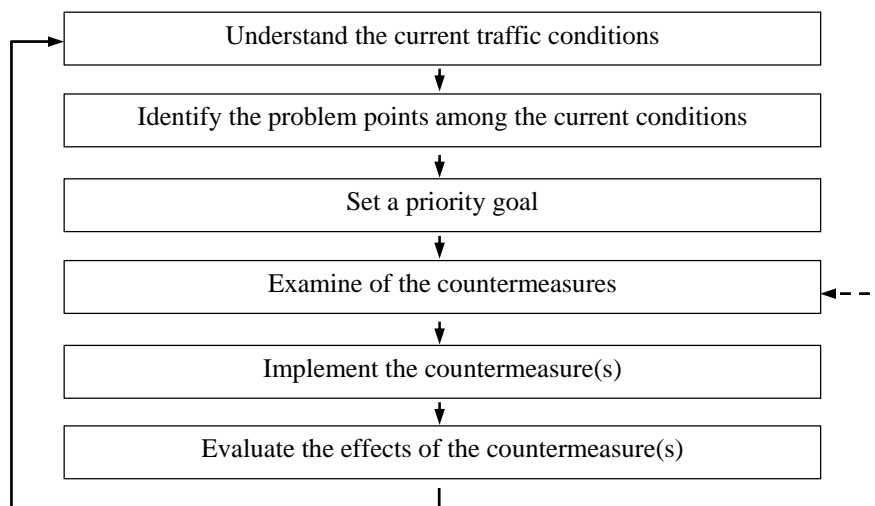 Understand the current traffic conditions
Identify the problem points among the current conditions
Set a priority goal
Examine of the countermeasures
Implement the countermeasure(s)
Evaluate the effects of the countermeasure(s)